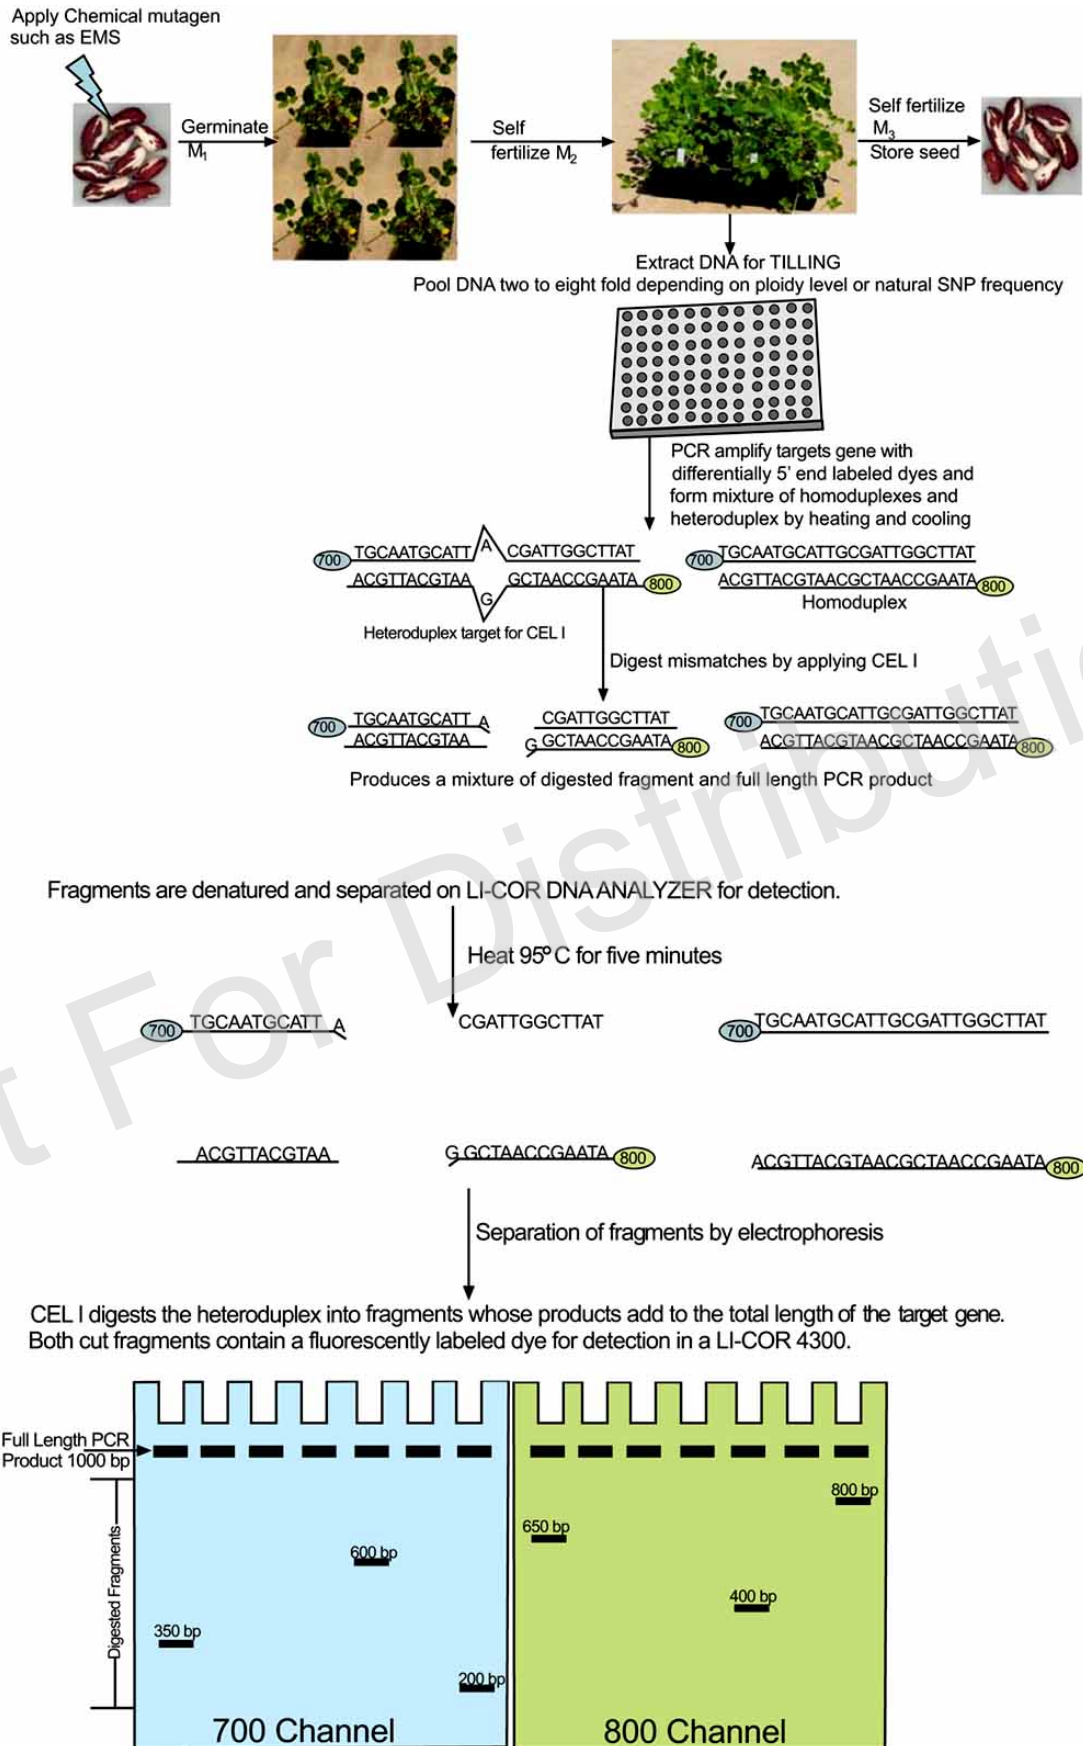 Apply Chemical mutagen
such as EMS
Germinate
M1
Self
fertilize M2
Self fertilize
M3
Store seed
Extract DNA for TILLING
Pool DNA two to eight fold depending on ploidy level or natural SNP frequency
PCR amplify targets gene with
differentially 5' end labeled dyes and
form mixture of homoduplexes and
heteroduplex by heating and cooling
700 TGCAATGCATT A CGATTGGCTTAT
ACGTTACGTAA G GCTAACCGAATA 800
Heteroduplex target for CEL I
700 TGCAATGCATTGCGATTGGCTTAT
ACGTTACGTAACGCTAACCGAATA 800
Homoduplex
Digest mismatches by applying CEL I
700 TGCAATGCATT A
ACGTTACGTAA
CGATTGGCTTAT
G GCTAACCGAATA 800
700 TGCAATGCATTGCGATTGGCTTAT
ACGTTACGTAACGCTAACCGAATA 800
Produces a mixture of digested fragment and full length PCR product
Fragments are denatured and separated on LI-COR DNA ANALYZER for detection.
Heat 95ºC for five minutes
700 TGCAATGCATT A
CGATTGGCTTAT
700 TGCAATGCATTGCGATTGGCTTAT
ACGTTACGTAA
G GCTAACCGAATA 800
ACGTTACGTAACGCTAACCGAATA 800
Separation of fragments by electrophoresis
CEL I digests the heteroduplex into fragments whose products add to the total length of the target gene.
Both cut fragments contain a fluorescently labeled dye for detection in a LI-COR 4300.
Full Length PCR
Product 1000 bp
Digested Fragments
350 bp
600 bp
200 bp
700 Channel
650 bp
400 bp
800 bp
800 Channel
t For Distributi